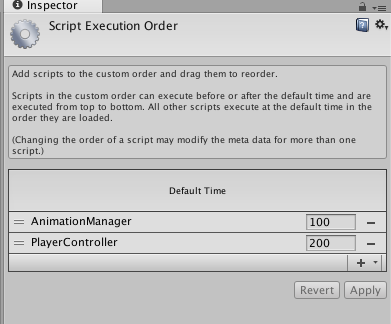 Inspector
Script Execution Order
Add scripts to the custom order and drag them to reorder.
Scripts in the custom order can execute before or after the default time and are
executed from top to bottom. All other scripts execute at the default time in the
order they are loaded.
(Changing the order of a script may modify the meta data for more than one
script.)
Default Time
AnimationManager 100
PlayerController 200
Revert Apply